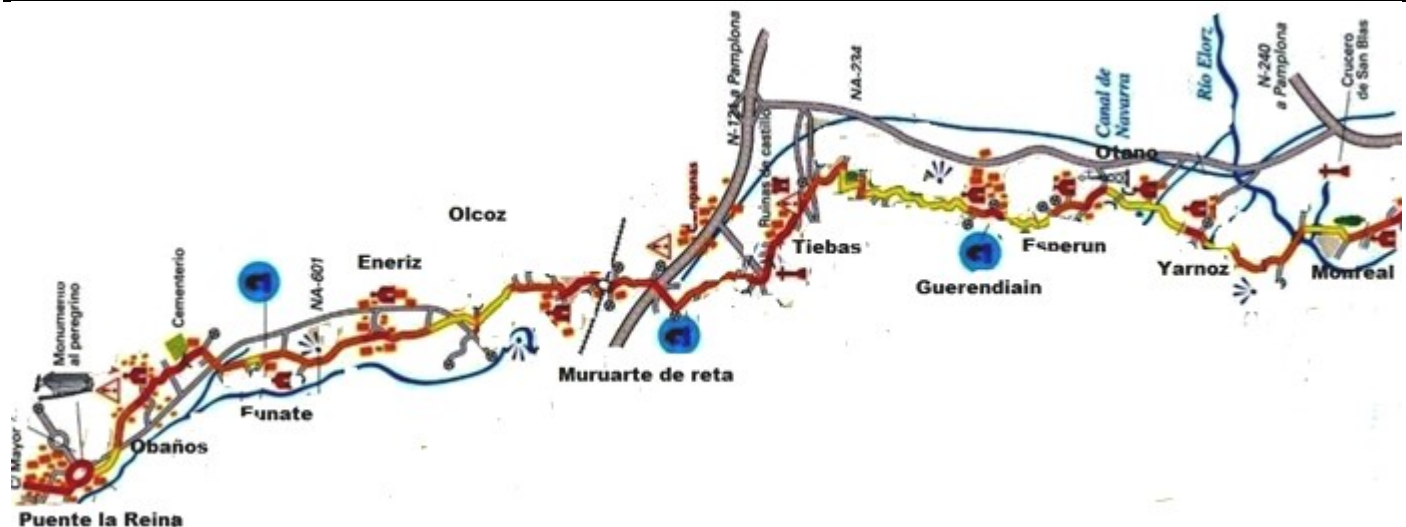 N-121 a Pamplona
NA-234
Canal de
Navarra
Río Elorz
N-240
a Pamplona
Crucero
de San Blas
Otano
Ruinas de castillo
Olcoz
Tiebas
Esperun
Guerendiain
Yarnoz
Monreal
Eneriz
NA-601
Cementerio
Monumento
al peregrino
Muruarte de reta
Eunate
Obaños
C/ Mayor
Puente la Reina